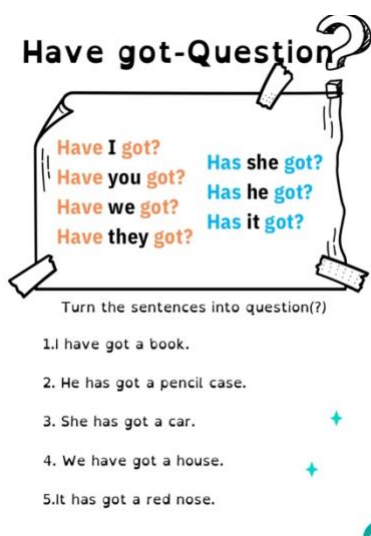 Have got-Question?
Have I got?
Have you got?
Have we got?
Have they got?
Has she got?
Has he got?
Has it got?
Turn the sentences into question(?)
1.I have got a book.
2. He has got a pencil case.
3. She has got a car.
4. We have got a house.
5.It has got a red nose.